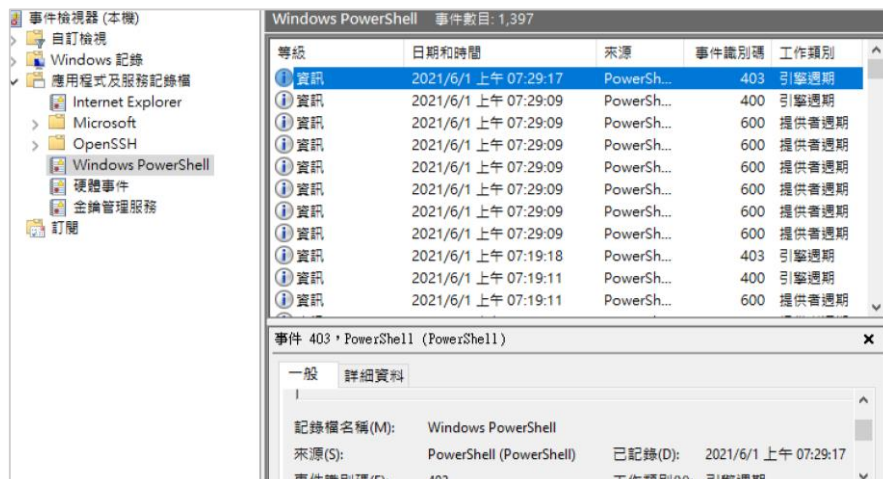 事件檢視器 (本機)
自訂檢視
Windows 記錄
應用程式及服務記錄檔
Internet Explorer
Microsoft
OpenSSH
Windows PowerShell
硬體事件
金鑰管理服務
訂閱
Windows PowerShell 事件數目: 1,397
等級 日期和時間 來源 事件識別碼 工作類別
資訊 2021/6/1 上午 07:29:17 PowerSh... 403 引擎週期
資訊 2021/6/1 上午 07:29:09 PowerSh... 400 引擎週期
資訊 2021/6/1 上午 07:29:09 PowerSh... 600 提供者週期
資訊 2021/6/1 上午 07:29:09 PowerSh... 600 提供者週期
資訊 2021/6/1 上午 07:29:09 PowerSh... 600 提供者週期
資訊 2021/6/1 上午 07:29:09 PowerSh... 600 提供者週期
資訊 2021/6/1 上午 07:29:09 PowerSh... 600 提供者週期
資訊 2021/6/1 上午 07:29:09 PowerSh... 600 提供者週期
資訊 2021/6/1 上午 07:19:18 PowerSh... 403 引擎週期
資訊 2021/6/1 上午 07:19:11 PowerSh... 400 引擎週期
資訊 2021/6/1 上午 07:19:11 PowerSh... 600 提供者週期
事件 403，PowerShell (PowerShell)
一般 詳細資料
記錄檔名稱(M): Windows PowerShell
來源(S): PowerShell (PowerShell) 已記錄(D): 2021/6/1 上午 07:29:17